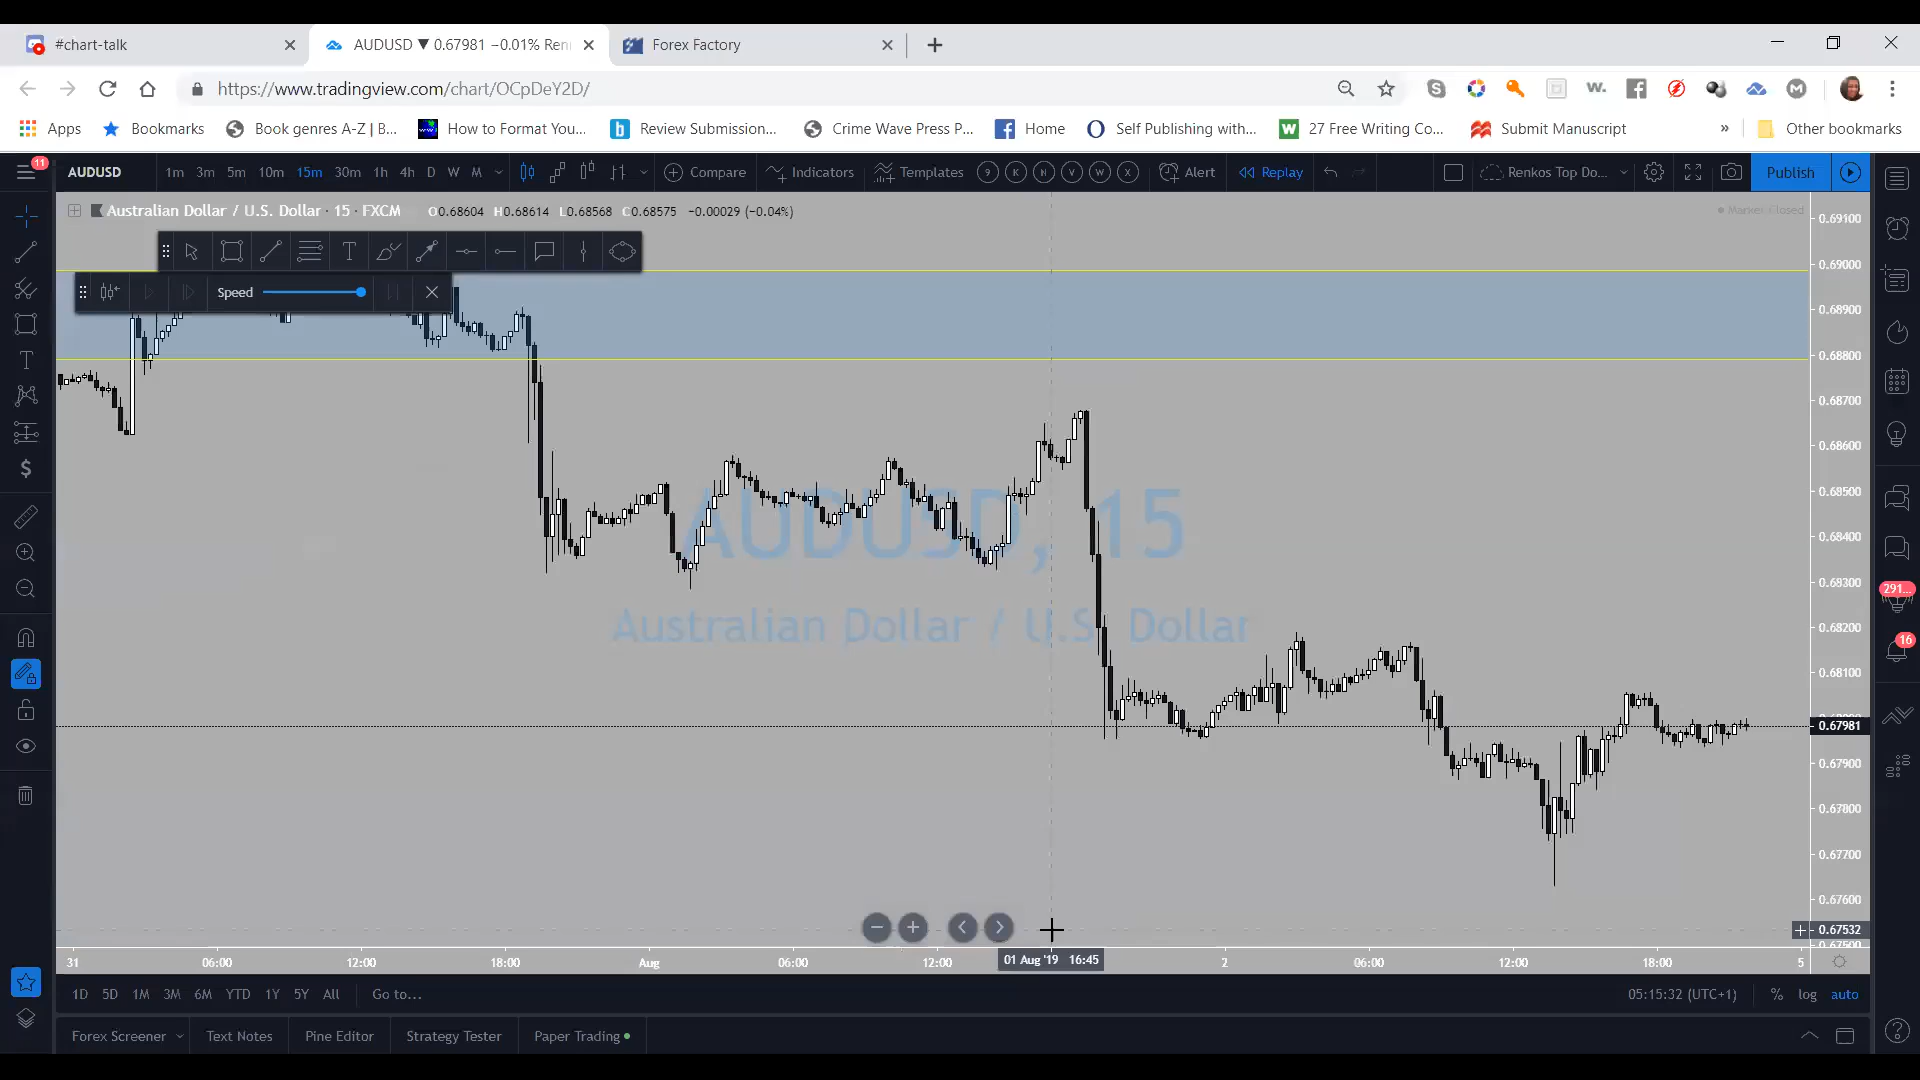 #chart-talk
AUDUSD ▼ 0.67981 −0.01% Ren
Forex Factory
https://www.tradingview.com/chart/OCpDeY2D/
Apps
Bookmarks
Book genres A-Z | B...
How to Format You...
Review Submission...
Crime Wave Press P...
Home
Self Publishing with...
27 Free Writing Co...
Submit Manuscript
»
Other bookmarks
11
AUDUSD 1m 3m 5m 10m 15m 30m 1h 4h D W M Compare Indicators Templates 9 K N V W X Alert Replay Renkos Top Do... Publish
Australian Dollar / U.S. Dollar · 15 · FXCM O0.68604 H0.68614 L0.68568 C0.68575 −0.00029 (−0.04%)
Market Closed
Speed
AUDUSD, 15
Australian Dollar / U.S. Dollar
0.69100
0.69000
0.68900
0.68800
0.68700
0.68600
0.68500
0.68400
0.68300
0.68200
0.68100
0.67981
0.67900
0.67800
0.67700
0.67600
0.67532
0.67500
291...
16
31 06:00 12:00 18:00 Aug 06:00 12:00 01 Aug '19 16:45 2 06:00 12:00 18:00 5
1D 5D 1M 3M 6M YTD 1Y 5Y All Go to... 05:15:32 (UTC+1) % log auto
Forex Screener Text Notes Pine Editor Strategy Tester Paper Trading